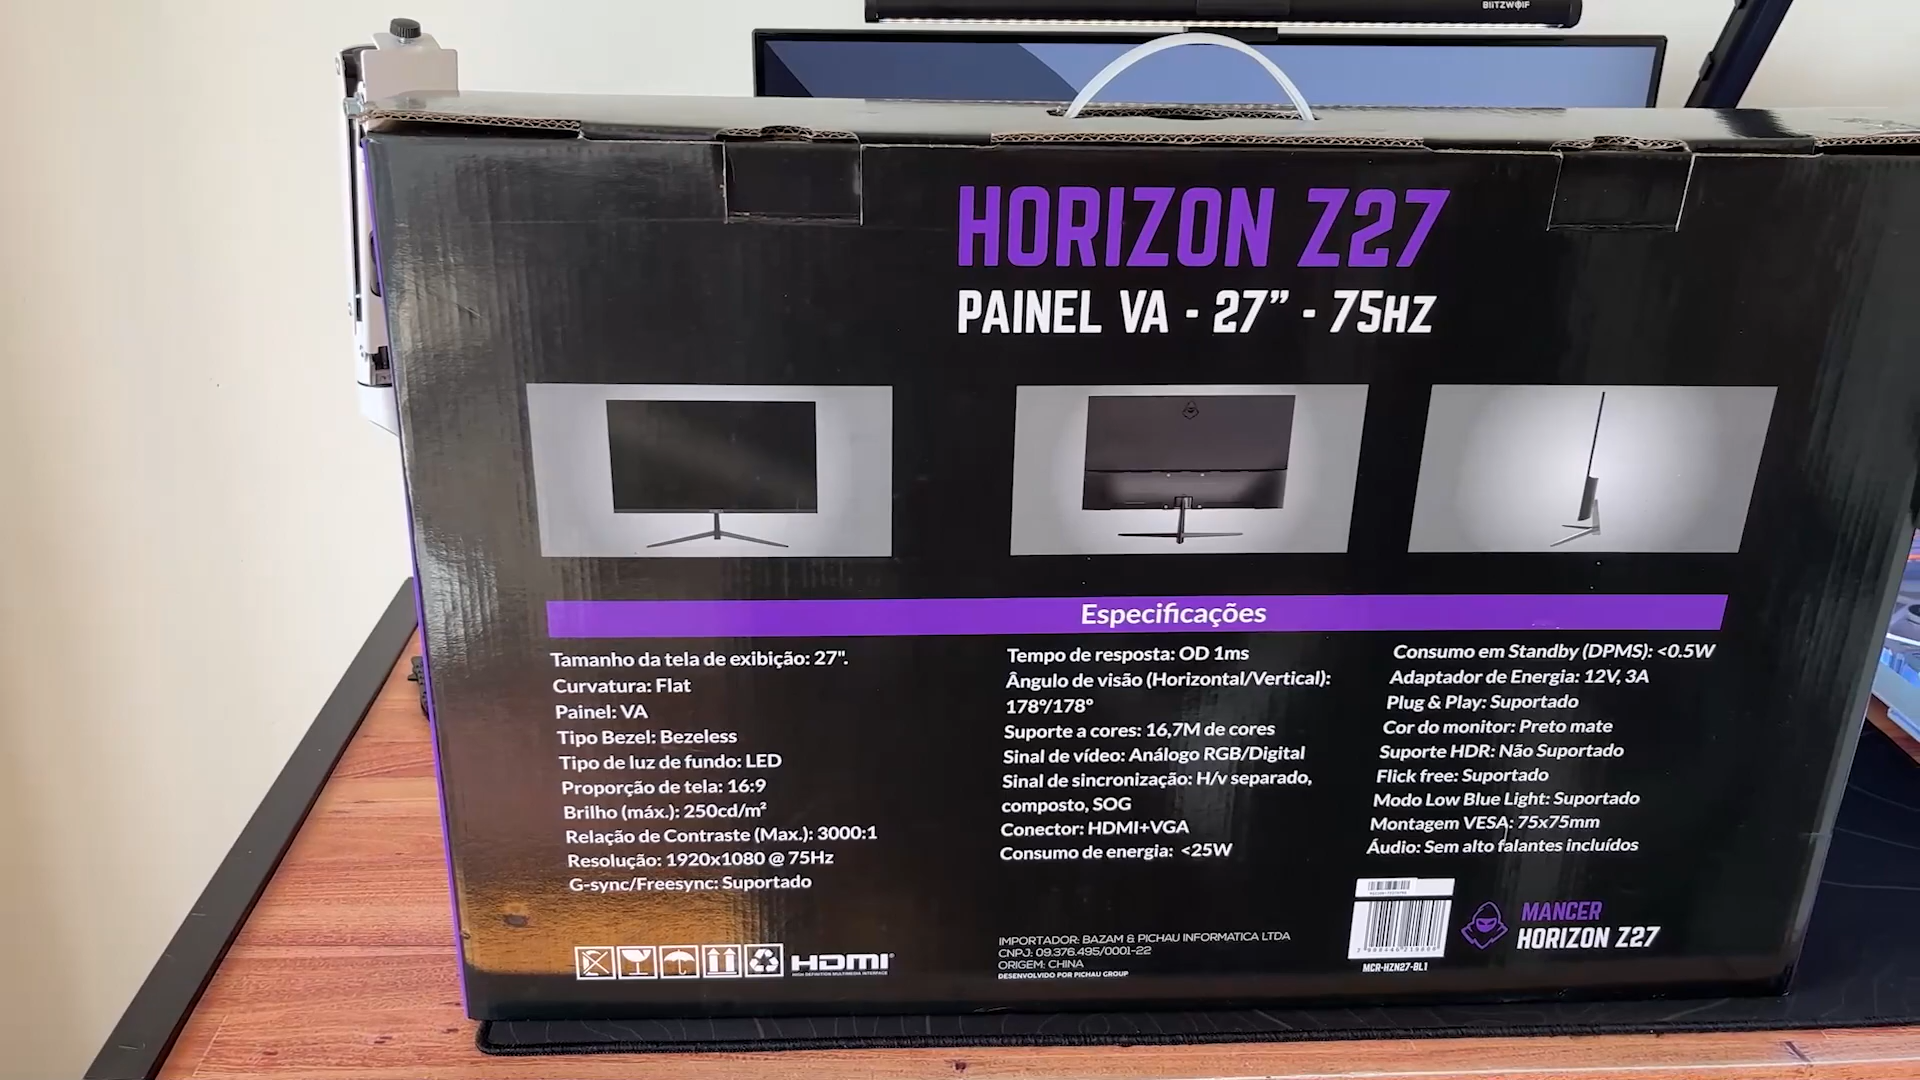 BLITZWOLF
HORIZON Z27
PAINEL VA - 27” - 75HZ
Especificações
Tamanho da tela de exibição: 27".
Curvatura: Flat
Painel: VA
Tipo Bezel: Bezeless
Tipo de luz de fundo: LED
Proporção de tela: 16:9
Brilho (máx.): 250cd/m²
Relação de Contraste (Max.): 3000:1
Resolução: 1920x1080 @ 75Hz
G-sync/Freesync: Suportado
Tempo de resposta: OD 1ms
Ângulo de visão (Horizontal/Vertical):
178º/178º
Suporte a cores: 16,7M de cores
Sinal de vídeo: Análogo RGB/Digital
Sinal de sincronização: H/v separado,
composto, SOG
Conector: HDMI+VGA
Consumo de energia: <25W
Consumo em Standby (DPMS): <0.5W
Adaptador de Energia: 12V, 3A
Plug & Play: Suportado
Cor do monitor: Preto mate
Suporte HDR: Não Suportado
Flick free: Suportado
Modo Low Blue Light: Suportado
Montagem VESA: 75x75mm
Áudio: Sem alto falantes incluídos
HDMI
HIGH DEFINITION MULTIMEDIA INTERFACE
IMPORTADOR: BAZAM & PICHAU INFORMATICA LTDA
CNPJ: 09.376.495/0001-22
ORIGEM: CHINA
DESENVOLVIDO POR PICHAU GROUP
MCR-HZN27-BL1
MANCER
HORIZON Z27